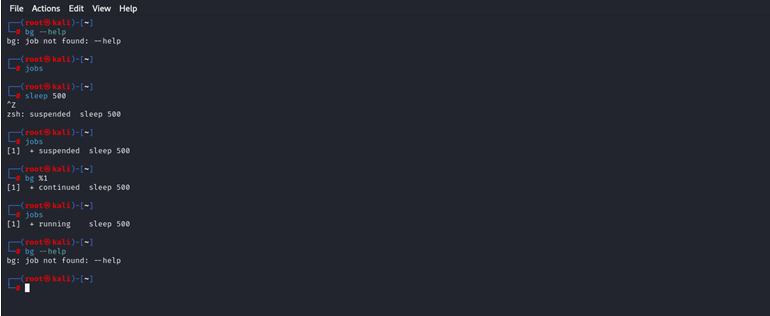 File Actions Edit View Help
┌──(root㉿kali)-[~]
└─# bg --help
bg: job not found: --help
┌──(root㉿kali)-[~]
└─# jobs
┌──(root㉿kali)-[~]
└─# sleep 500
^Z
zsh: suspended  sleep 500
┌──(root㉿kali)-[~]
└─# jobs
[1]  + suspended  sleep 500
┌──(root㉿kali)-[~]
└─# bg %1
[1]  + continued  sleep 500
┌──(root㉿kali)-[~]
└─# jobs
[1]  + running    sleep 500
┌──(root㉿kali)-[~]
└─# bg --help
bg: job not found: --help
┌──(root㉿kali)-[~]
└─#